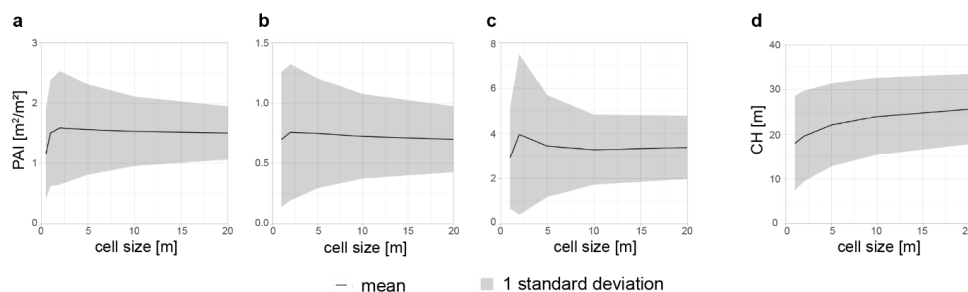 a
b
c
d
3
2
1
0
PAI [m²/m²]
0 5 10 15 20
cell size [m]
1.5
1.0
0.5
0.0
0 5 10 15 20
cell size [m]
8
6
4
2
0
0 5 10 15 20
cell size [m]
40
30
20
10
0
CH [m]
0 5 10 15 20
cell size [m]
mean
1 standard deviation